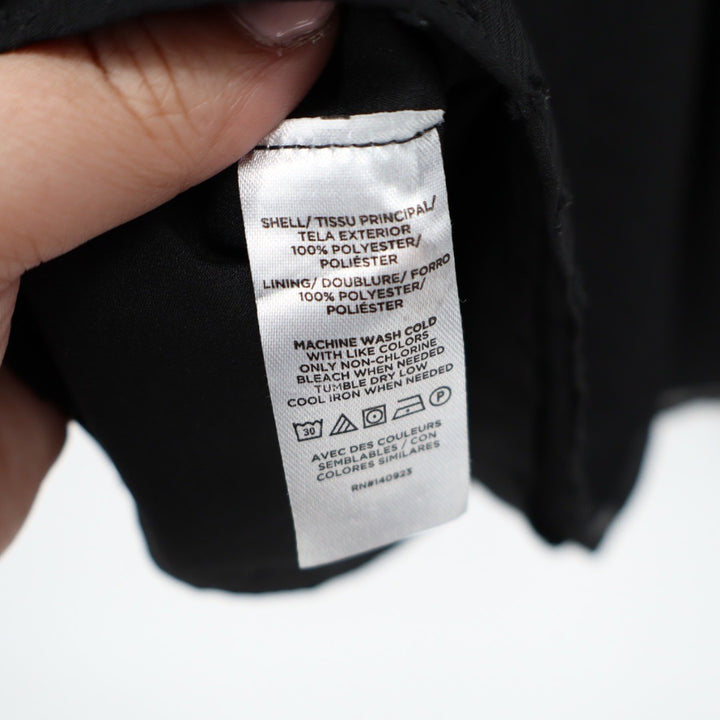 SHELL/ TISSU PRINCIPAL/
TELA EXTERIOR
100% POLYESTER/
POLIÉSTER
LINING/ DOUBLURE/ FORRO
100% POLYESTER/
POLIÉSTER
MACHINE WASH COLD
WITH LIKE COLORS
ONLY NON-CHLORINE
BLEACH WHEN NEEDED
TUMBLE DRY LOW
COOL IRON WHEN NEEDED
30 P
AVEC DES COULEURS
SEMBLABLES / CON
COLORES SIMILARES
RN#140923